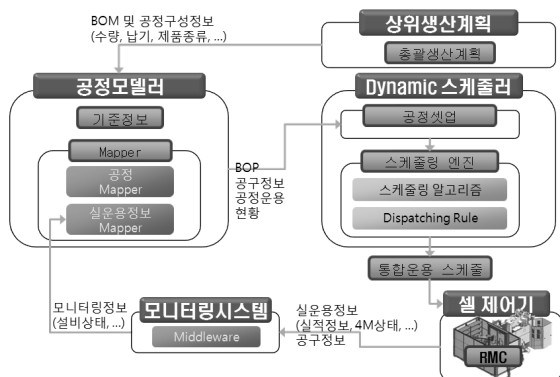 BOM 및 공정구성정보
(수량, 납기, 제품종류, ...)
상위생산계획
총괄생산계획
공정모델러
기준정보
Mapper
공정
Mapper
실운용정보
Mapper
BOP
공구정보
공정운용
현황
Dynamic 스케줄러
공정셋업
스케줄링 엔진
스케줄링 알고리즘
Dispatching Rule
통합운용 스케줄
모니터링정보
(설비상태, ...)
모니터링시스템
Middleware
실운용정보
(실적정보, 4M상태, ...)
공구정보
셀 제어기
RMC